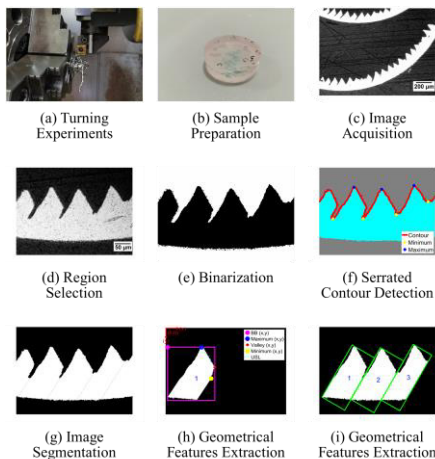 200 μm
(a) Turning
Experiments
(b) Sample
Preparation
(c) Image
Acquisition
50 μm
Contour
Minimum
Maximum
(d) Region
Selection
(e) Binarization
(f) Serrated
Contour Detection
Maximum (x,y)
Valley (x,y)
Minimum (x,y)
1
1
2
3
(g) Image
Segmentation
(h) Geometrical
Features Extraction
(i) Geometrical
Features Extraction